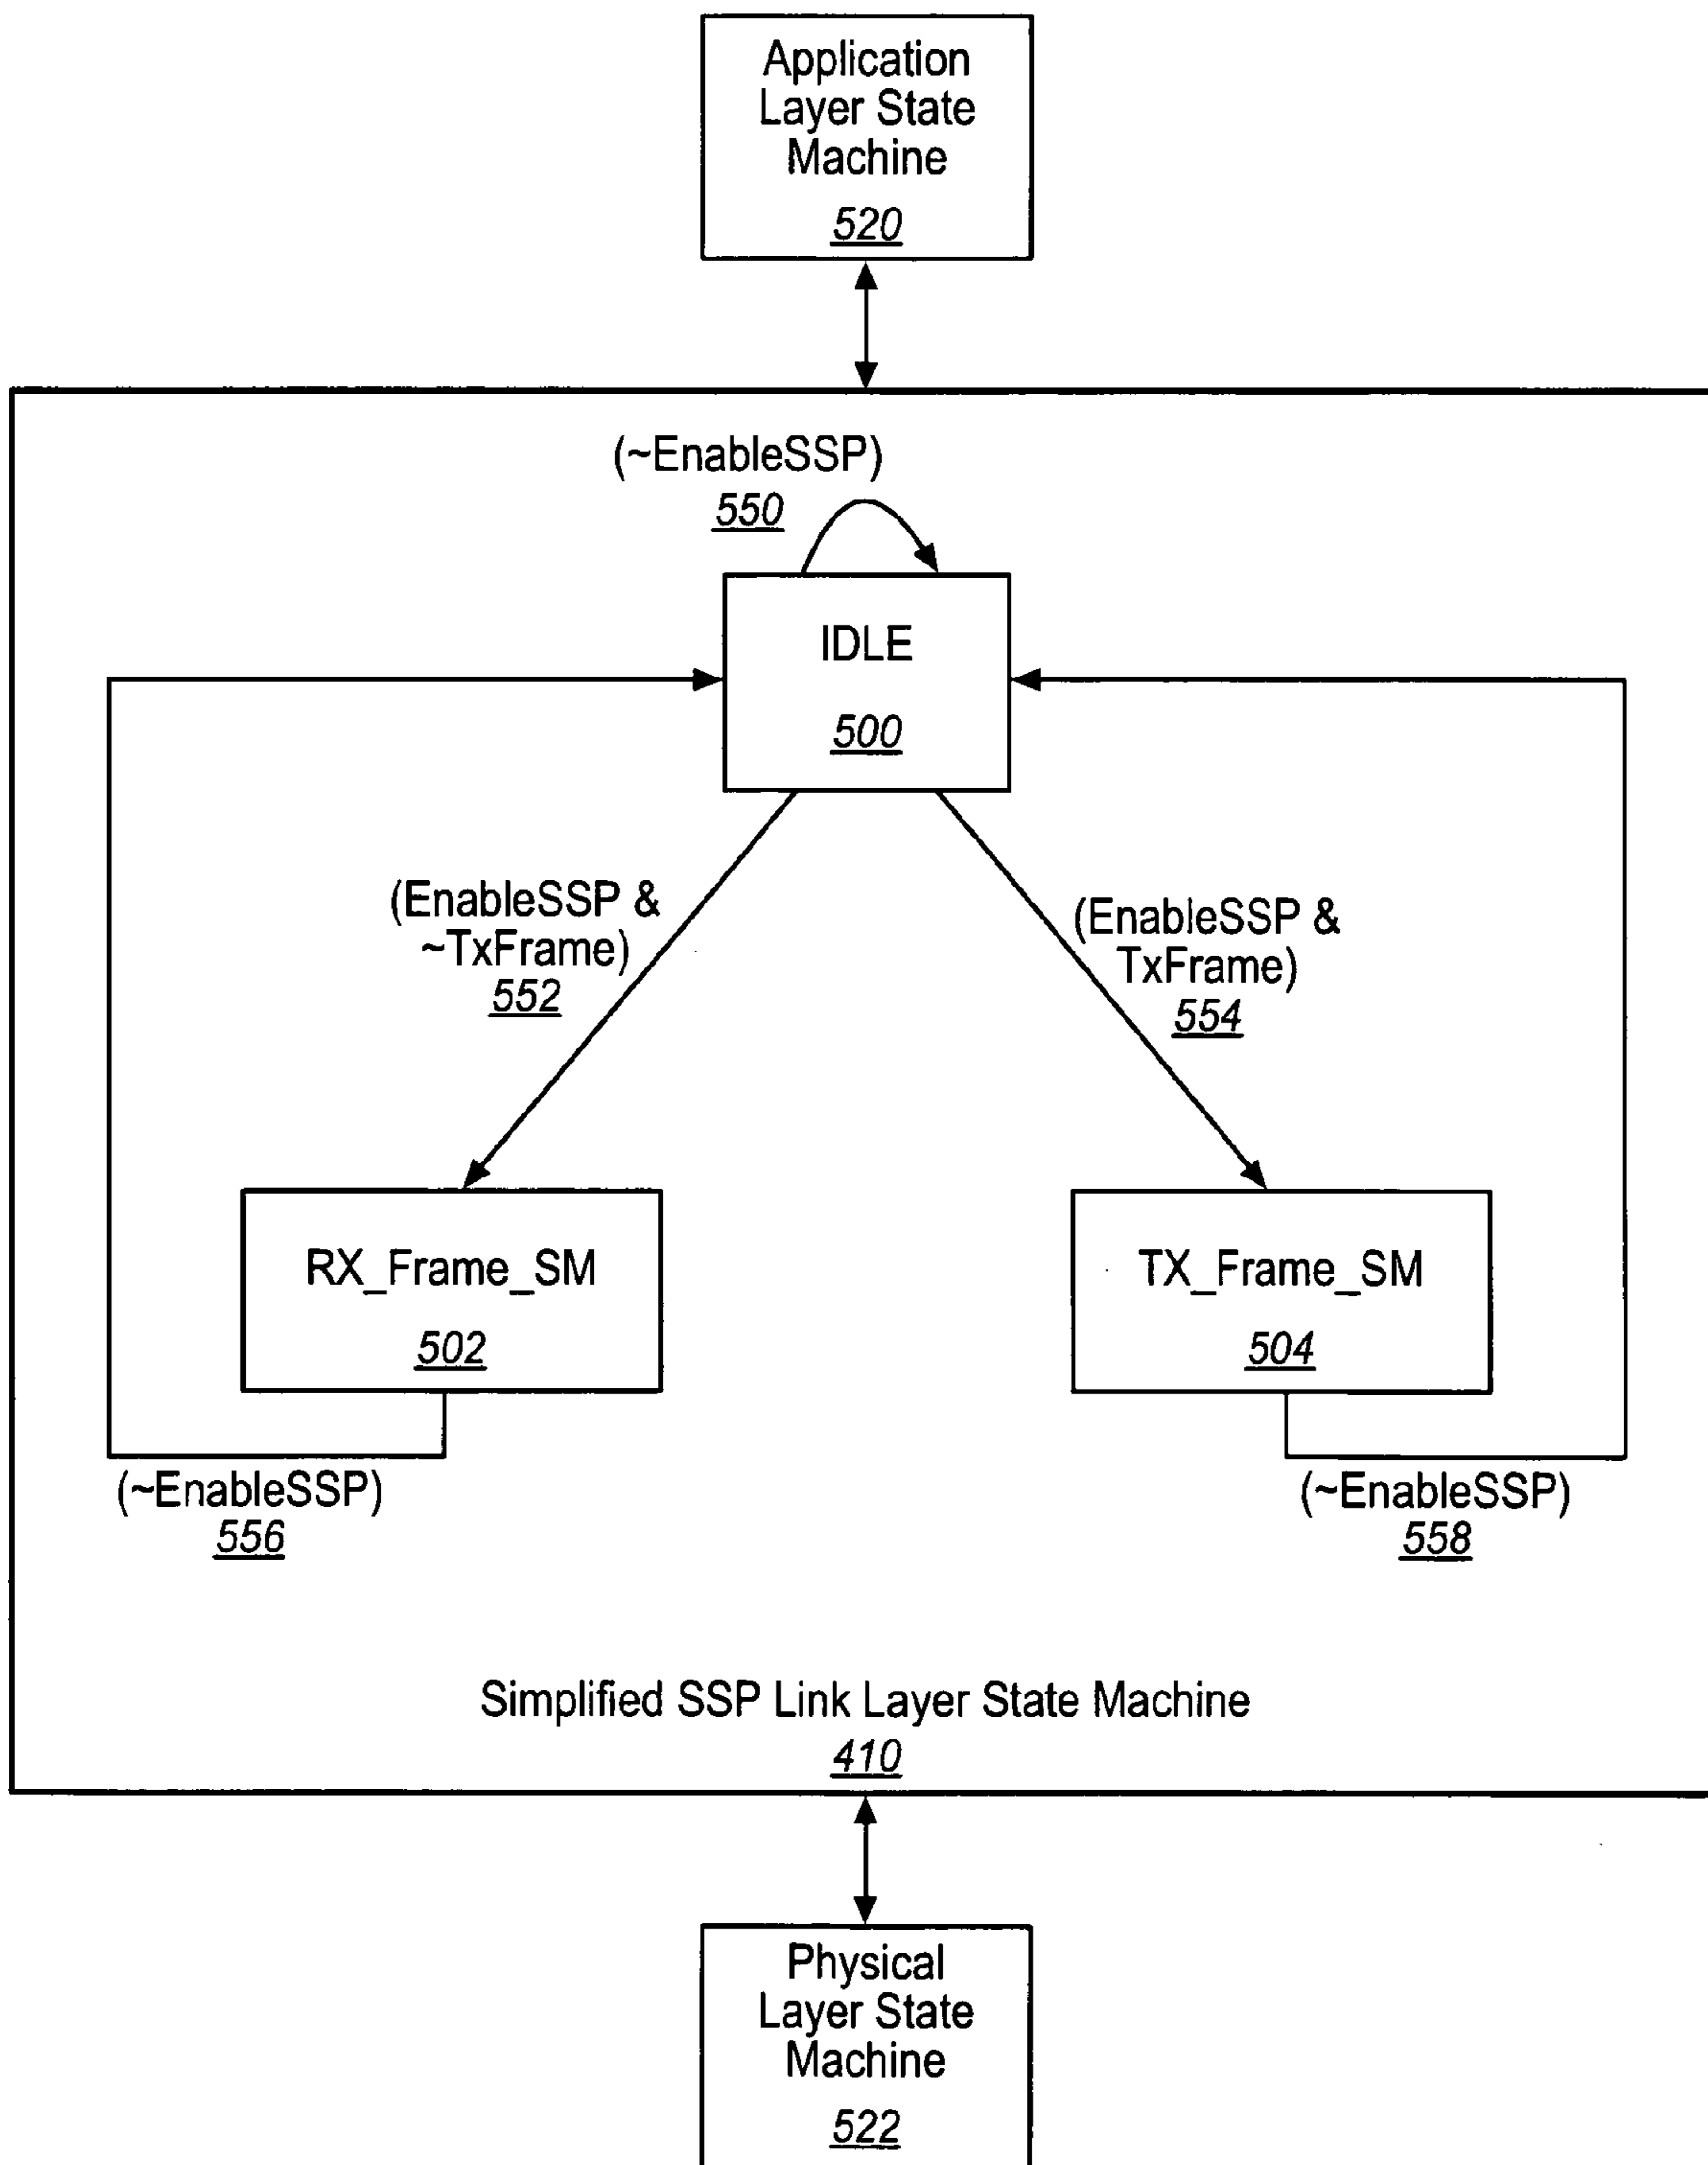 Application
Layer State
Machine
520
(~EnableSSP)
550
IDLE
500
(EnableSSP &
~TxFrame)
552
(EnableSSP &
TxFrame)
554
RX_Frame_SM
502
TX_Frame_SM
504
(~EnableSSP)
556
(~EnableSSP)
558
Simplified SSP Link Layer State Machine
410
Physical
Layer State
Machine
522